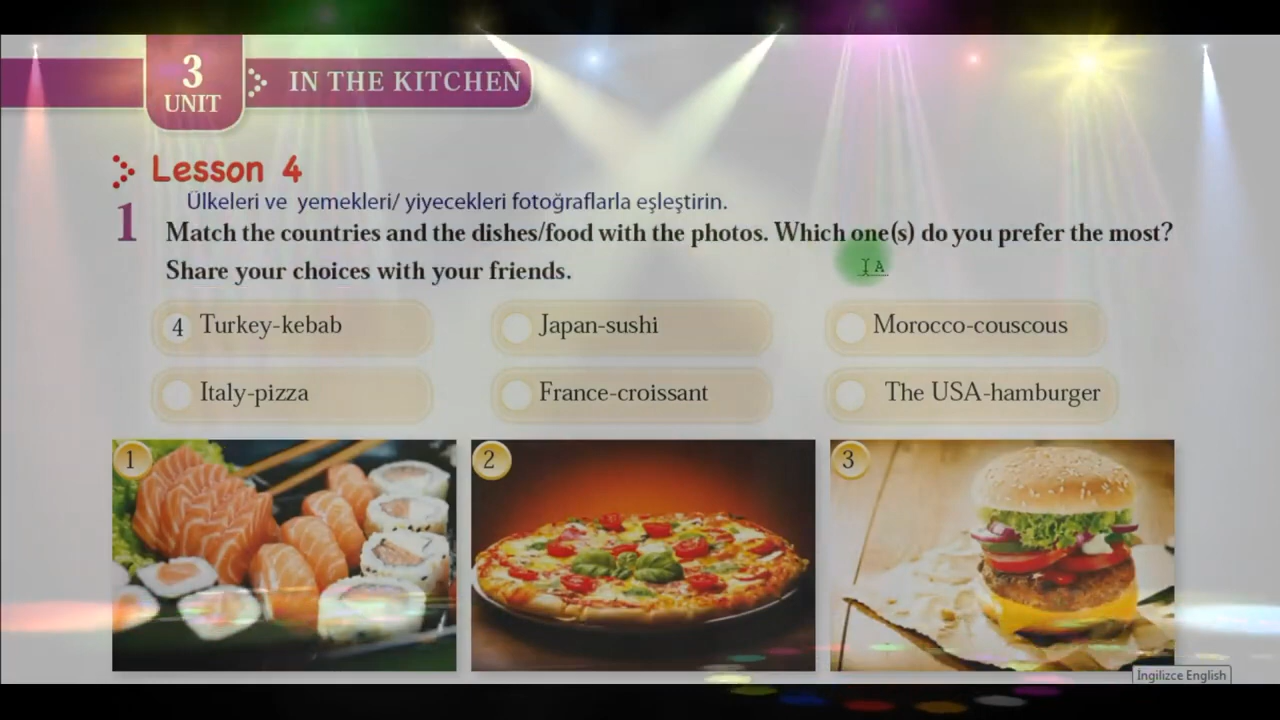 3
UNIT
IN THE KITCHEN
Lesson 4
Ülkeleri ve yemekleri/ yiyecekleri fotoğraflarla eşleştirin.
1
Match the countries and the dishes/food with the photos. Which one(s) do you prefer the most?
Share your choices with your friends.
A
4 Turkey-kebab
Japan-sushi
Morocco-couscous
Italy-pizza
France-croissant
The USA-hamburger
1
2
3
Ingilizce English